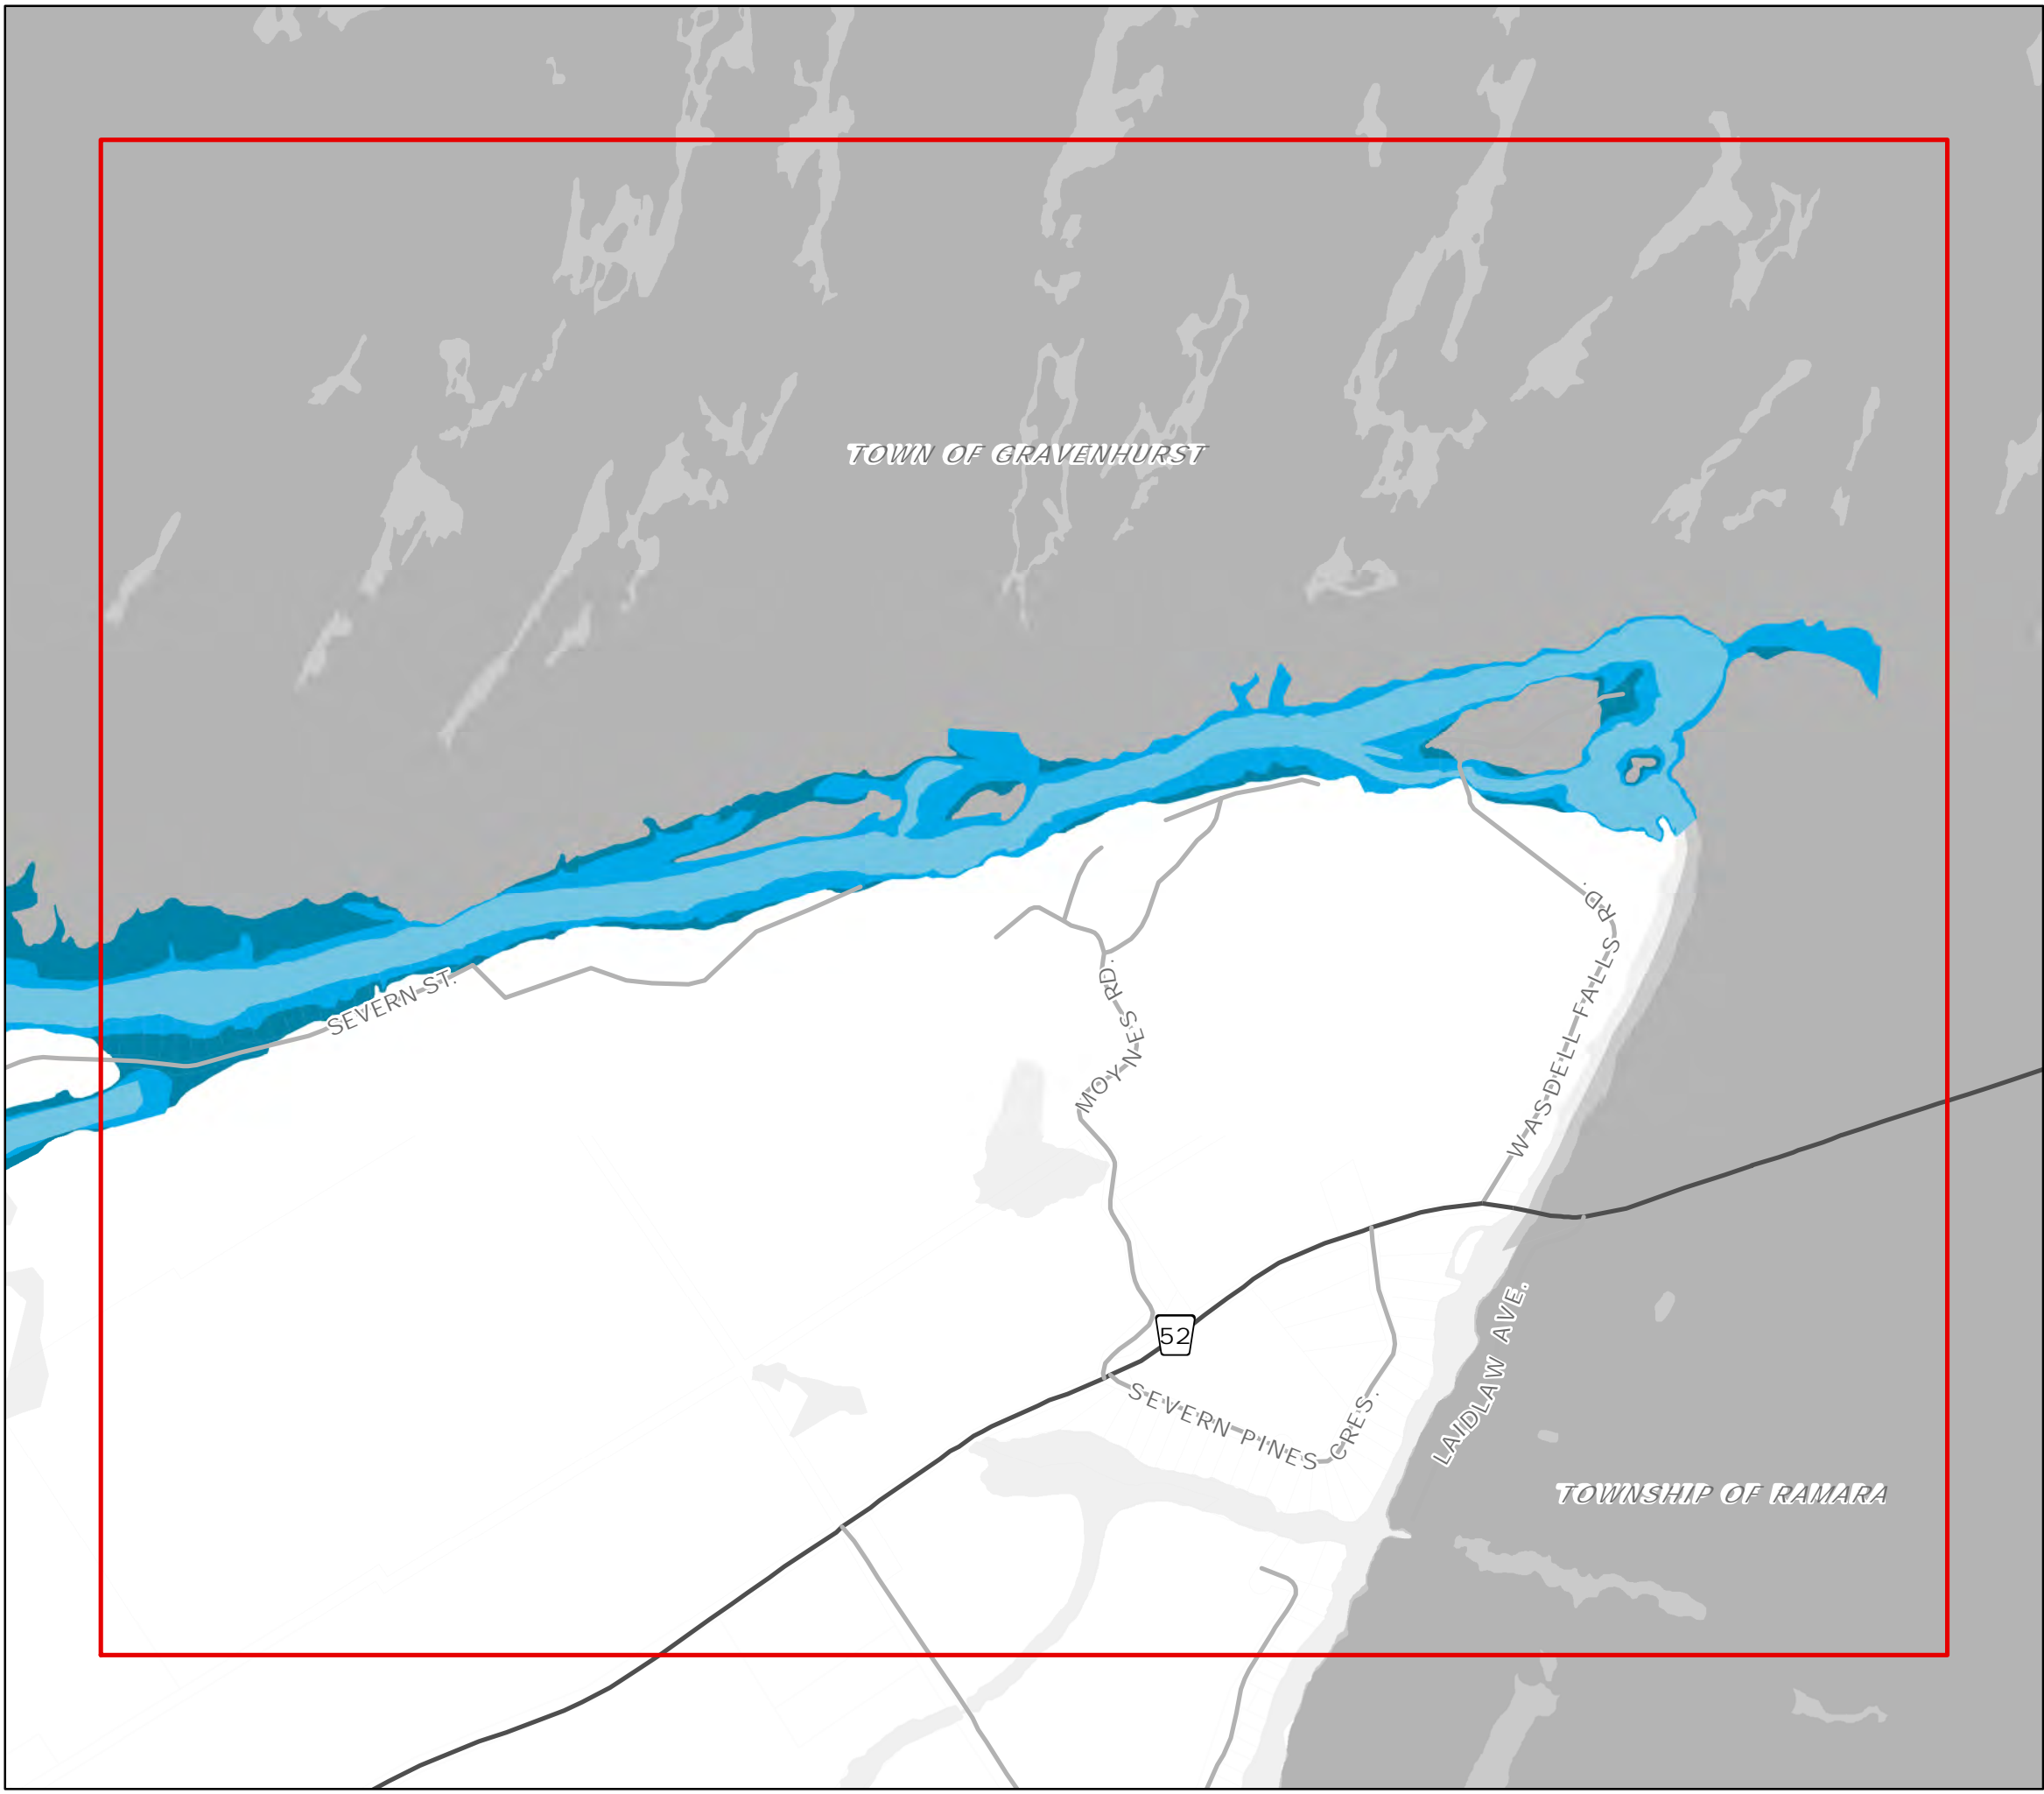 TOWN OF GRAVENHURST
WASDELL FALLS RD.
SEVERN ST.
MOYNES RD.
52
LAIDLAW AVE.
SEVERN PINES CRES.
TOWNSHIP OF RAMARA